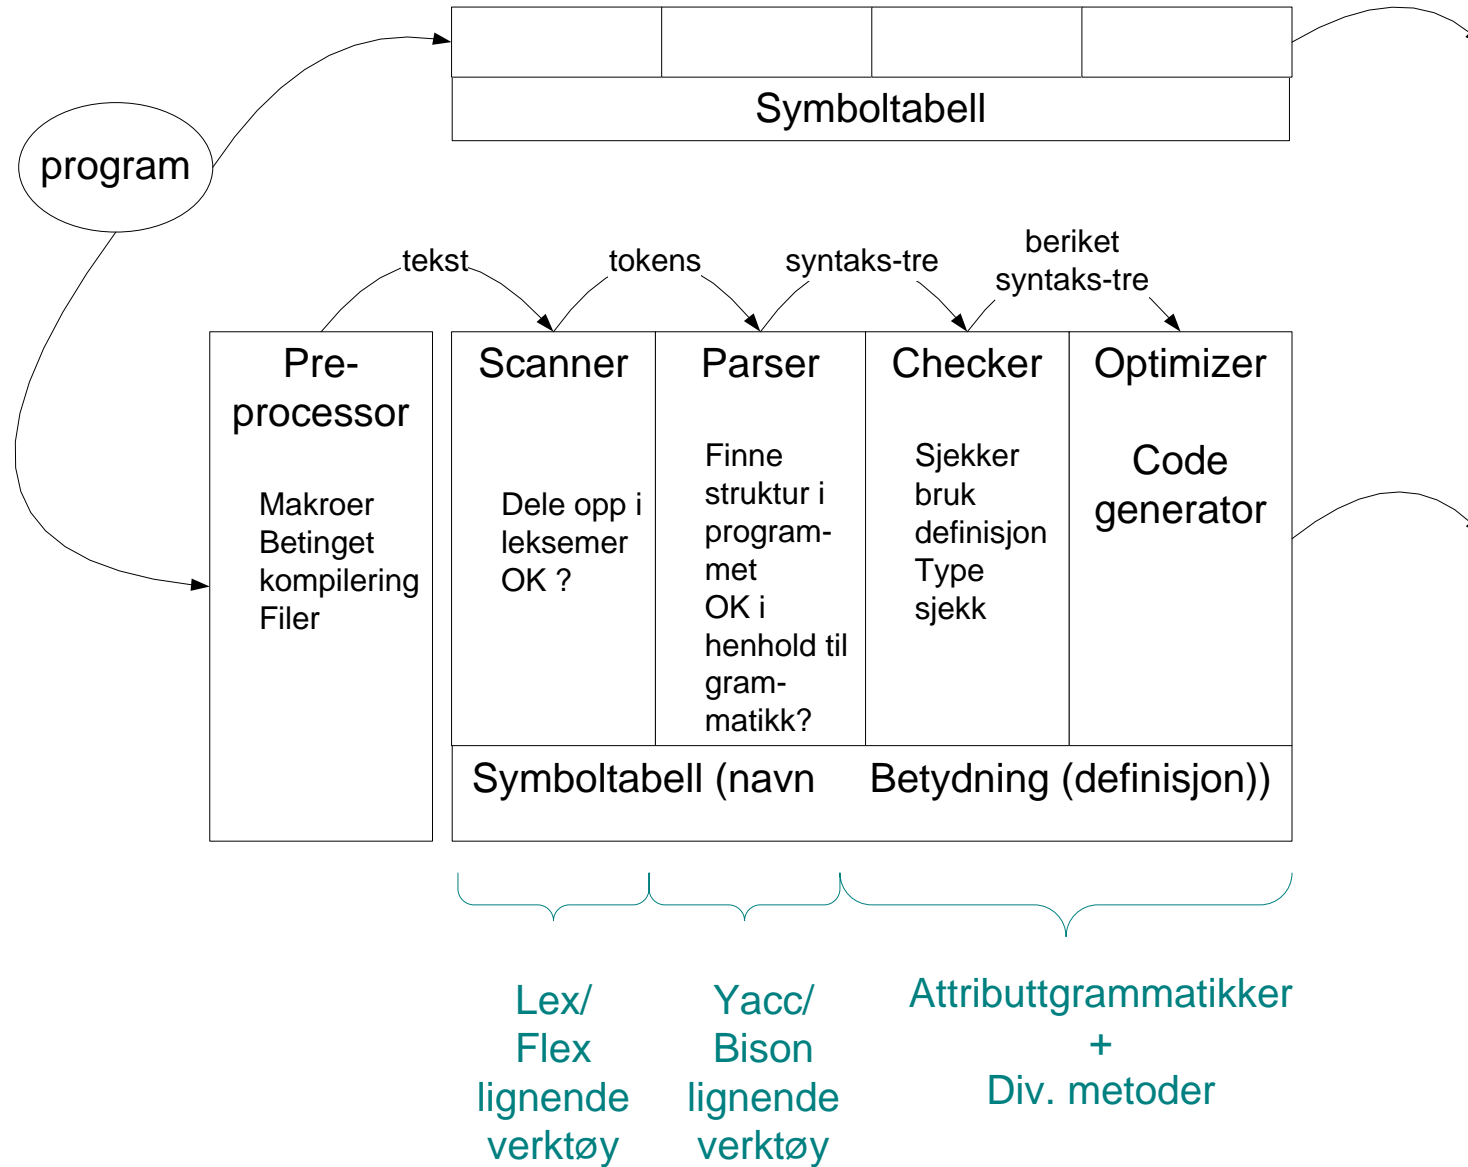 Symboltabell
program
tekst
tokens
syntaks-tre
beriket
syntaks-tre
Pre-
processor
Makroer
Betinget
kompilering
Filer
Scanner
Dele opp i
leksemer
OK ?
Parser
Finne
struktur i
program-
met
OK i
henhold til
gram-
matikk?
Checker
Sjekker
bruk
definisjon
Type
sjekk
Optimizer
Code
generator
Symboltabell (navn Betydning (definisjon))
Lex/
Flex
lignende
verktøy
Yacc/
Bison
lignende
verktøy
Attributtgrammatikker
+
Div. metoder